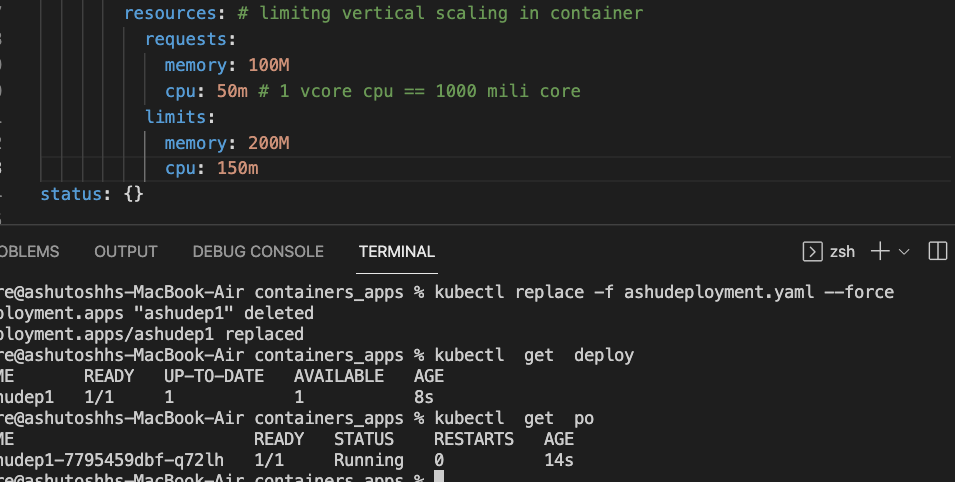 resources: # limitng vertical scaling in container
requests:
memory: 100M
cpu: 50m # 1 vcore cpu == 1000 mili core
limits:
memory: 200M
cpu: 150m
status: {}
OBLEMS OUTPUT DEBUG CONSOLE TERMINAL zsh
re@ashutoshhs-MacBook-Air containers_apps % kubectl replace -f ashudeployment.yaml --force
ployment.apps "ashudep1" deleted
ployment.apps/ashudep1 replaced
re@ashutoshhs-MacBook-Air containers_apps % kubectl  get  deploy
ME READY UP-TO-DATE AVAILABLE AGE
hudep1 1/1 1 1 8s
re@ashutoshhs-MacBook-Air containers_apps % kubectl  get  po
ME READY STATUS RESTARTS AGE
hudep1-7795459dbf-q72lh 1/1 Running 0 14s
re@ashutoshhs-MacBook-Air containers_apps %